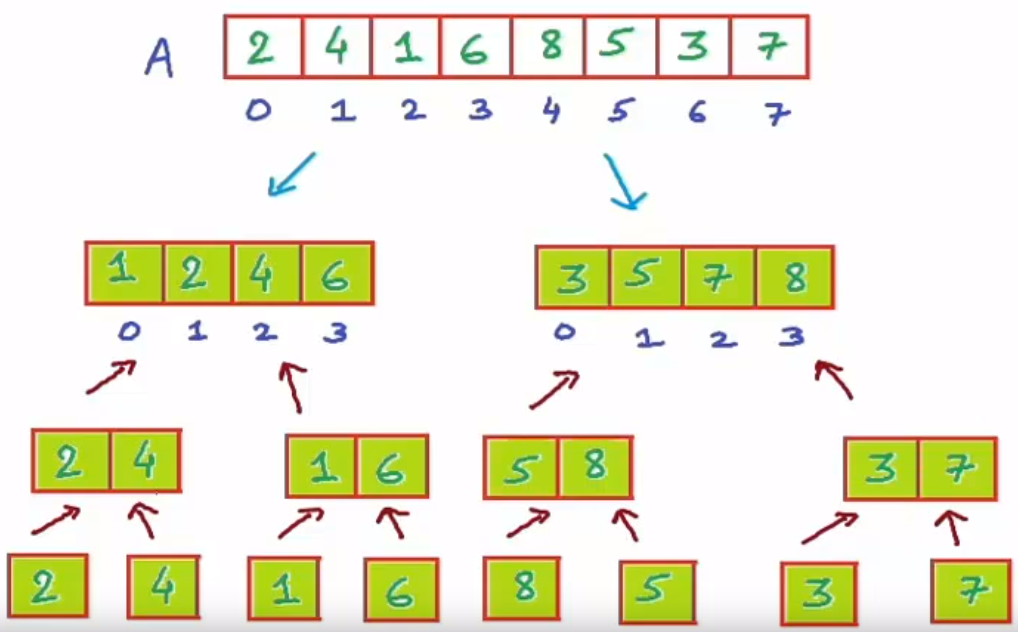 A 2 4 1 6 8 5 3 7
0 1 2 3 4 5 6 7
1 2 4 6 3 5 7 8
0 1 2 3 0 1 2 3
2 4 1 6 5 8 3 7
2 4 1 6 8 5 3 7